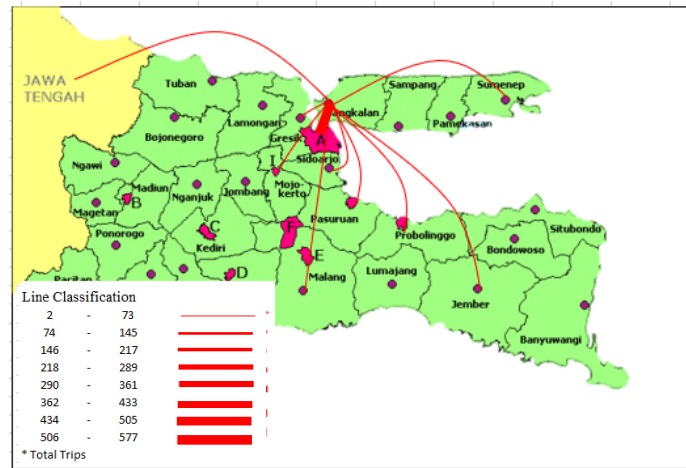 JAWA
TENGAH
Tuban
Sampang
Sumenep
Lamongan
Bojonegoro
Gresik
ngkalan
Pamekasan
A
Sidoarjo
Ngawi
I
Mojo-
kerto
Madiun
B
Nganjuk
Jombang
Magetan
Pasuruan
Ponorogo
C
Kediri
F
Probolinggo
Situbondo
Bondowoso
E
Malang
D
Lumajang
Jember
Pacitan
Banyuwangi
Line Classification
2 - 73
74 - 145
146 - 217
218 - 289
290 - 361
362 - 433
434 - 505
506 - 577
* Total Trips